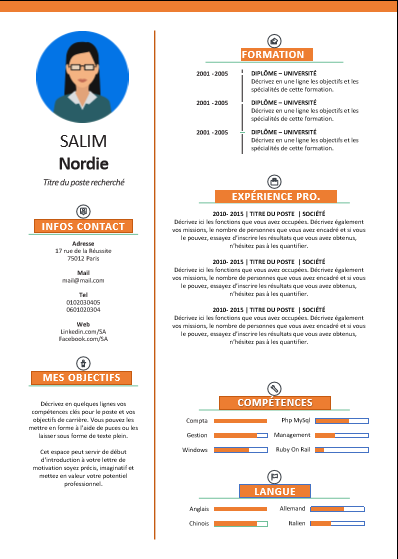 SALIM
Nordie
Titre du poste recherché
INFOS CONTACT
Adresse
17 rue de la Réussite
75012 Paris
Mail
mail@mail.com
Tel
0102030405
0601020304
Web
Linkedin.com/SA
Facebook.com/SA
MES OBJECTIFS
Décrivez en quelques lignes vos
compétences clés pour le poste et vos
objectifs de carrière. Vous pouvez les
mettre en forme à l'aide de puces ou les
laisser sous forme de texte plein.
Cet espace peut servir de début
d'introduction à votre lettre de
motivation soyez précis, imaginatif et
mettez en valeur votre potentiel
professionnel.
FORMATION
2001 -2005 DIPLÔME – UNIVERSITÉ
Décrivez en une ligne les objectifs et les
spécialités de cette formation.
2001 -2005 DIPLÔME – UNIVERSITÉ
Décrivez en une ligne les objectifs et les
spécialités de cette formation.
2001 -2005 DIPLÔME – UNIVERSITÉ
Décrivez en une ligne les objectifs et les
spécialités de cette formation.
EXPÉRIENCE PRO.
2010- 2015 | TITRE DU POSTE | SOCIÉTÉ
Décrivez ici les fonctions que vous avez occupées. Décrivez également
vos missions, le nombre de personnes que vous avez encadré et si vous
le pouvez, essayez d'inscrire les résultats que vous avez obtenus,
n'hésitez pas à les quantifier.
2010- 2015 | TITRE DU POSTE | SOCIÉTÉ
Décrivez ici les fonctions que vous avez occupées. Décrivez également
vos missions, le nombre de personnes que vous avez encadré et si vous
le pouvez, essayez d'inscrire les résultats que vous avez obtenus,
n'hésitez pas à les quantifier.
2010- 2015 | TITRE DU POSTE | SOCIÉTÉ
Décrivez ici les fonctions que vous avez occupées. Décrivez également
vos missions, le nombre de personnes que vous avez encadré et si vous
le pouvez, essayez d'inscrire les résultats que vous avez obtenus,
n'hésitez pas à les quantifier.
COMPÉTENCES
Compta Php MySql
Gestion Management
Windows Ruby On Rail
LANGUE
Anglais Allemand
Chinois Italien